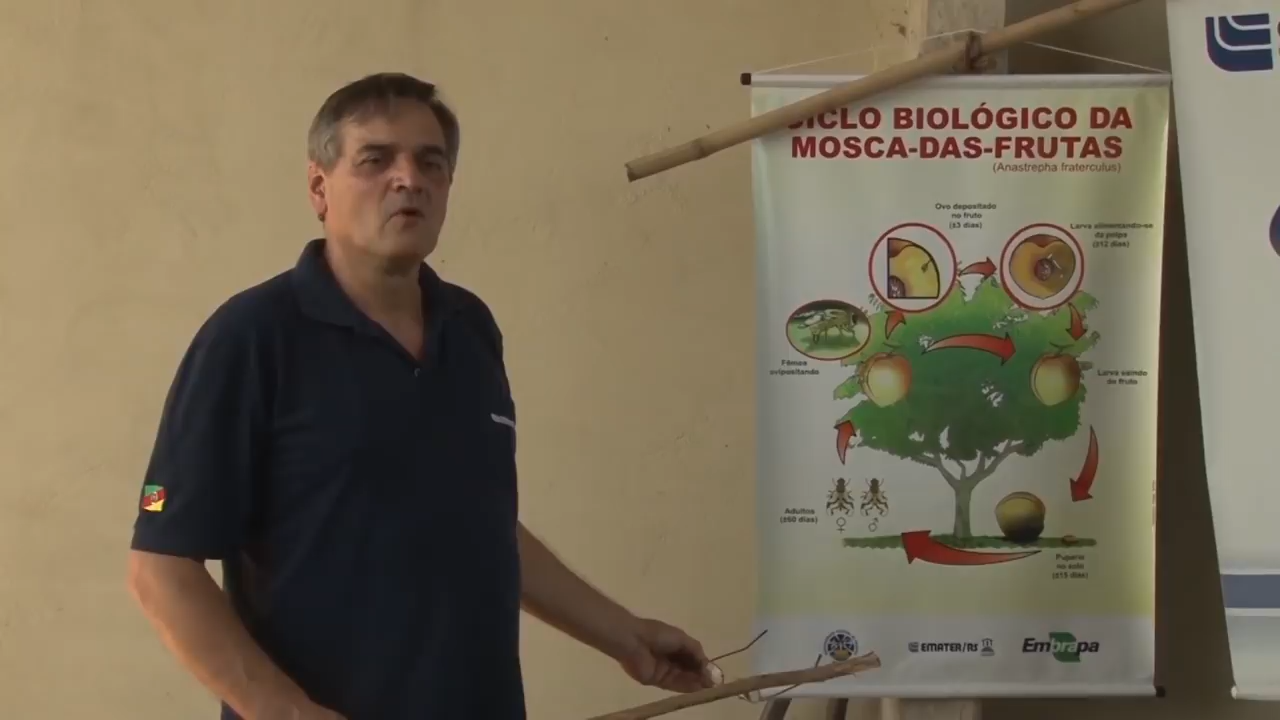 CICLO BIOLÓGICO DA
MOSCA-DAS-FRUTAS
(Anastrepha fraterculus)
Ovo depositado
no fruto
(±3 dias)
Larva alimentando-se
da polpa
(±12 dias)
Fêmea
ovipositando
Larva saindo
do fruto
Adultos
(±60 dias)
♀ ♂
Pupario
no solo
(±15 dias)
EMATER/RS
Embrapa